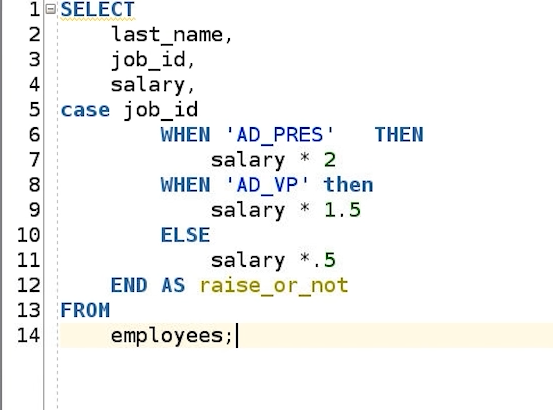 1 SELECT
2     last_name,
3     job_id,
4     salary,
5 case job_id
6         WHEN 'AD_PRES'   THEN
7             salary * 2
8         WHEN 'AD_VP' then
9             salary * 1.5
10         ELSE
11             salary *.5
12     END AS raise_or_not
13 FROM
14     employees;